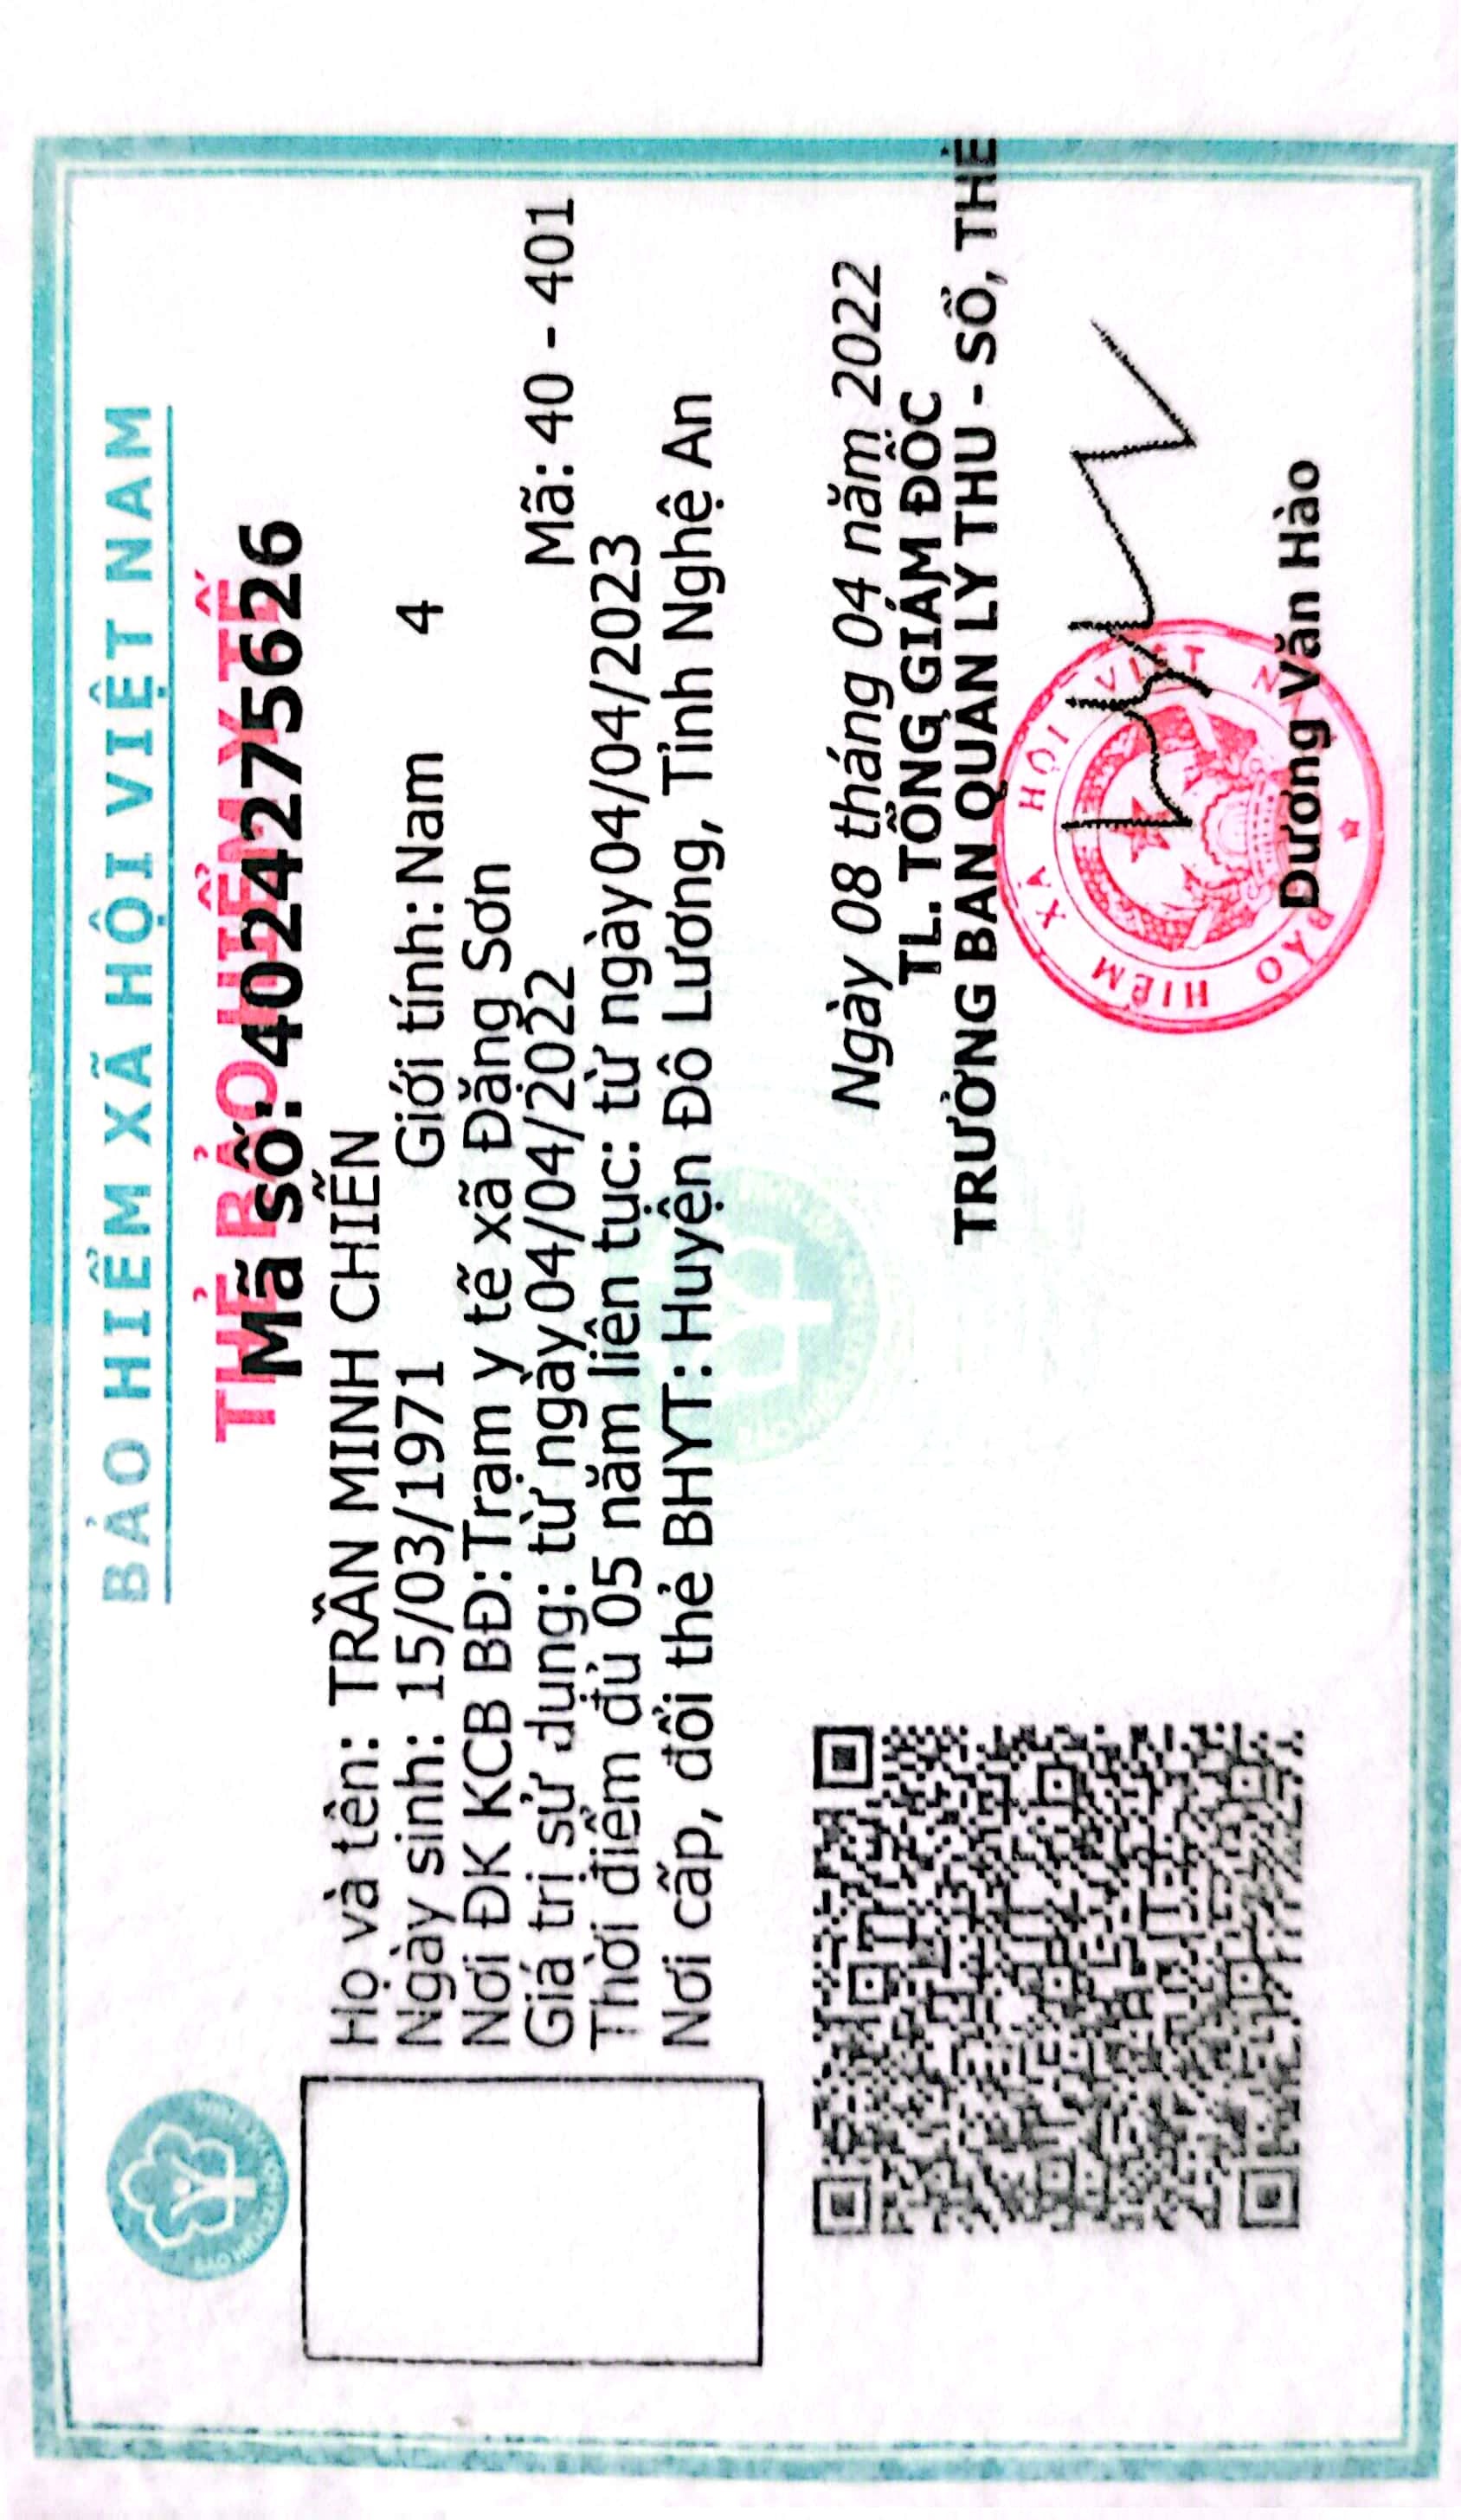 BẢO HIỂM XÃ HỘI VIỆT NAM
THẺ BẢO HIỂM Y TẾ
Mã số: 4024275626
Họ và tên: TRẦN MINH CHIẾN
Ngày sinh: 15/03/1971 Giới tính: Nam 4
Nơi ĐK KCB BĐ: Trạm y tế xã Đặng Sơn
Giá trị sử dụng: từ ngày 04/04/2022 Mã: 40 - 401
Thời điểm đủ 05 năm liên tục: từ ngày 04/04/2023
Nơi cấp, đổi thẻ BHYT: Huyện Đô Lương, Tỉnh Nghệ An
Ngày 08 tháng 04 năm 2022
TL. TỔNG GIÁM ĐỐC
TRƯỞNG BAN QUẢN LÝ THU - SỔ, THẺ
BẢO HIỂM XÃ HỘI VIỆT N
Dương Văn Hào